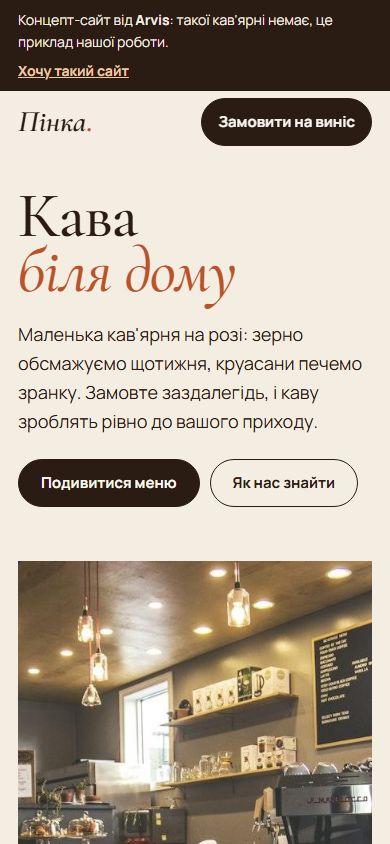 Концепт-сайт від Arvis: такої кав'ярні немає, це
приклад нашої роботи.
Хочу такий сайт
Пінка.
Замовити на виніс
Кава
біля дому
Маленька кав'ярня на розі: зерно
обсмажуємо щотижня, круасани печемо
зранку. Замовте заздалегідь, і каву
зроблять рівно до вашого приходу.
Подивитися меню
Як нас знайти